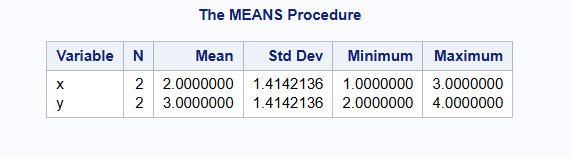 The MEANS Procedure
Variable N Mean Std Dev Minimum Maximum
x 2 2.0000000 1.4142136 1.0000000 3.0000000
y 2 3.0000000 1.4142136 2.0000000 4.0000000